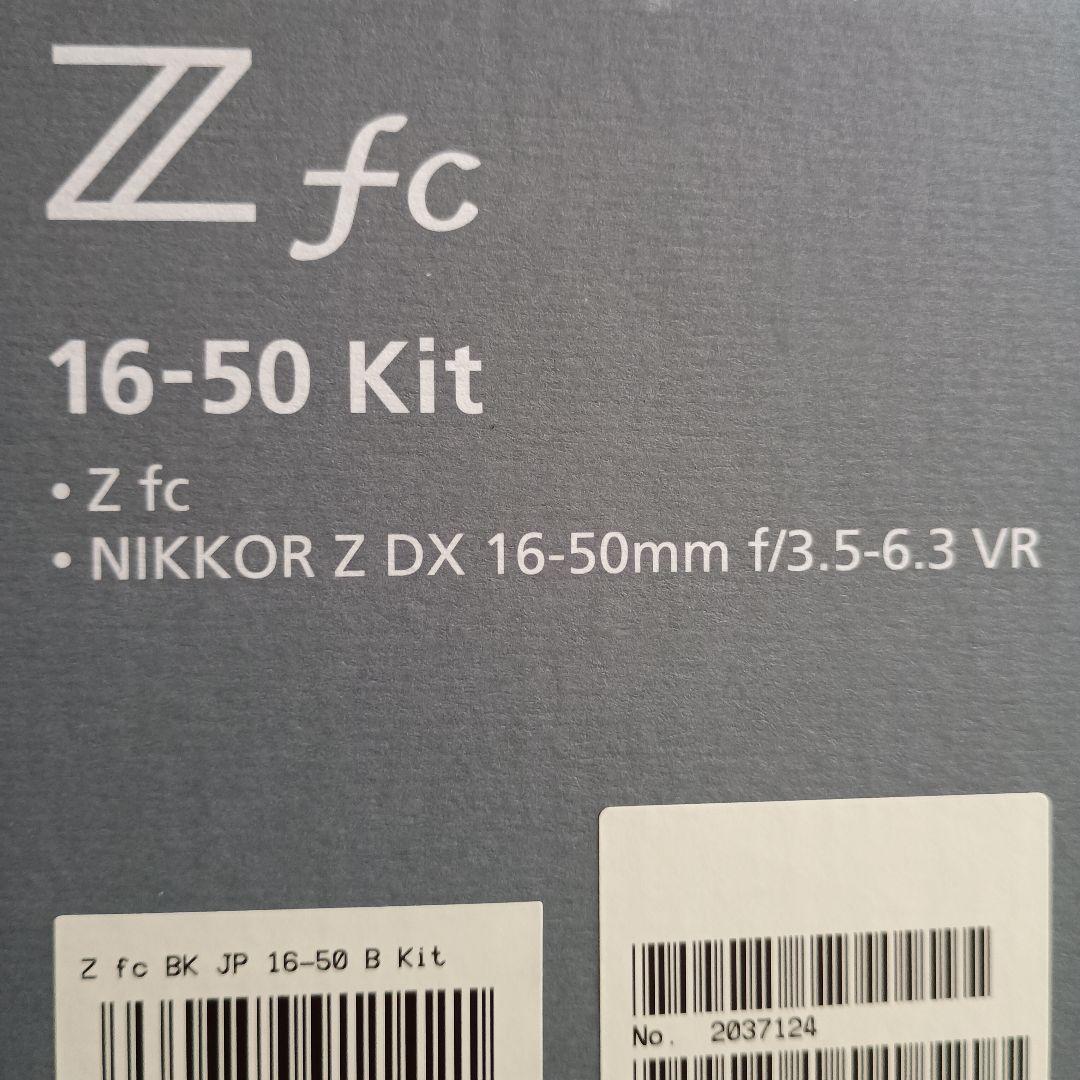 Z fc
16-50 Kit
• Z fc
• NIKKOR Z DX 16-50mm f/3.5-6.3 VR
Z fc BK JP 16-50 B Kit
No. 2037124